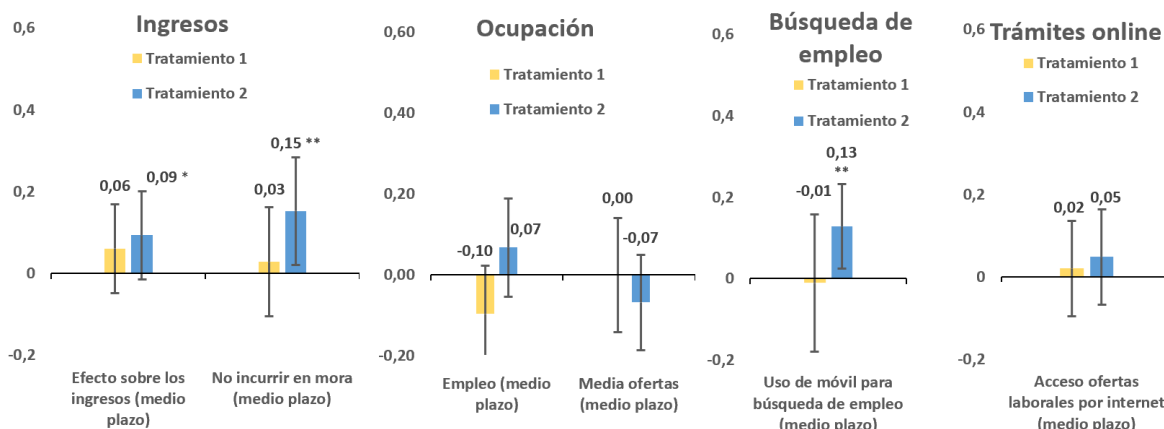 Ingresos
Tratamiento 1
Tratamiento 2
0,6
0,4
0,2
0
-0,2
0,06
0,09 *
0,03
0,15 **
Efecto sobre los
ingresos (medio
plazo)
No incurrir en mora
(medio plazo)
Ocupación
Tratamiento 1
Tratamiento 2
0,60
0,40
0,20
0,00
-0,20
-0,10
0,07
0,00
-0,07
Empleo (medio
plazo)
Media ofertas
(medio plazo)
Búsqueda de
empleo
Tratamiento 1
Tratamiento 2
0,6
0,4
0,2
0
-0,2
-0,01
0,13
**
Uso de móvil para
búsqueda de empleo
(medio plazo)
Trámites online
Tratamiento 1
Tratamiento 2
0,6
0,4
0,2
0
-0,2
0,02
0,05
Acceso ofertas
laborales por internet
(medio plazo)